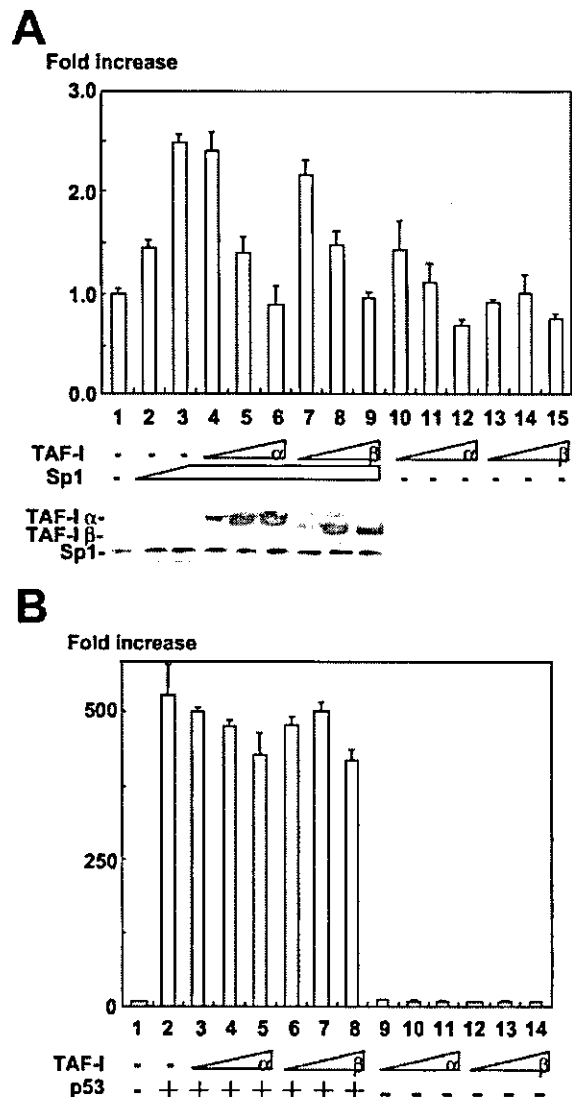 A
Fold increase
3.0
2.0
1.0
0.0
1 2 3 4 5 6 7 8 9 10 11 12 13 14 15
TAF-I - - - α β α β
Sp1 - - - - - - -
TAF-I α-
TAF-I β-
Sp1-
B
Fold increase
500
250
0
1 2 3 4 5 6 7 8 9 10 11 12 13 14
TAF-I - - α β α β
p53 - + + + + + + + - - - - - -